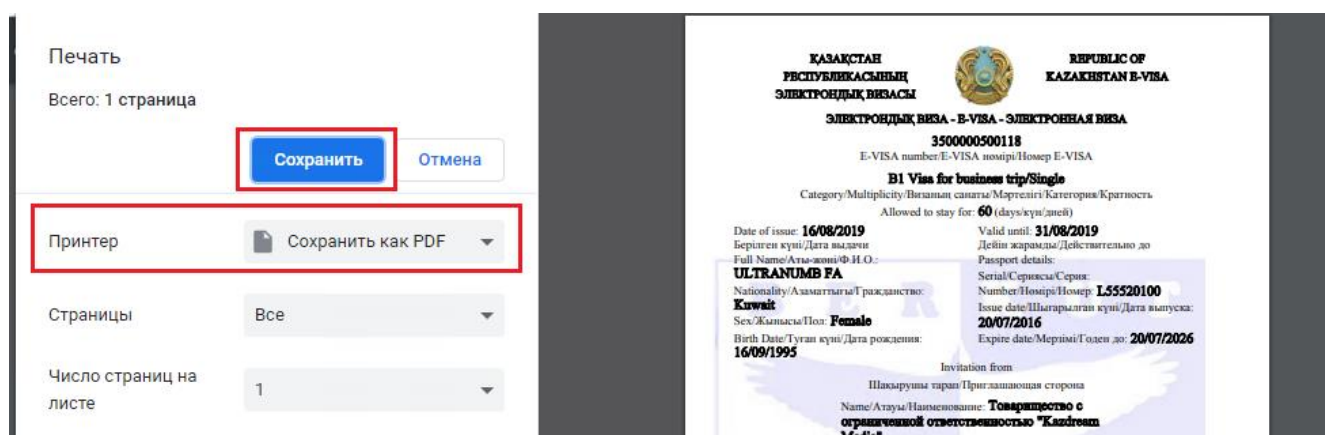 Печать
Всего: 1 страница
Сохранить
Отмена
Принтер
Сохранить как PDF
Страницы
Все
Число страниц на
листе
1
ҚАЗАҚСТАН
РЕСПУБЛИКАСЫНЫҢ
ЭЛЕКТРОНДЫҚ ВИЗАСЫ
REPUBLIC OF
KAZAKHSTAN E-VISA
ЭЛЕКТРОНДЫҚ ВИЗА - E-VISA - ЭЛЕКТРОННАЯ ВИЗА
3500000500118
E-VISA number/E-VISA нөмірі/Номер E-VISA
B1 Visa for business trip/Single
Category/Multiplicity/Визаның санаты/Мәртелігі/Категория/Кратность
Allowed to stay for: 60 (days/күн/дней)
Date of issue: 16/08/2019
Берілген күні/Дата выдачи
Full Name/Аты-жөні/Ф.И.О.:
ULTRANUMB FA
Nationality/Азаматтығы/Гражданство:
Kuwait
Sex/Жынысы/Пол: Female
Birth Date/Туған күні/Дата рождения:
16/09/1995
Valid until: 31/08/2019
Дейін жарамды/Действительно до
Passport details:
Serial/Сериясы/Серия:
Number/Нөмірі/Номер: L55520100
Issue date/Шығарылған күні/Дата выпуска:
20/07/2016
Expire date/Мерзімі/Годен до: 20/07/2026
Invitation from
Шақырушы тарап/Приглашающая сторона
Name/Атауы/Наименование: Товарищество с
ограниченной ответственностью "Kazdream